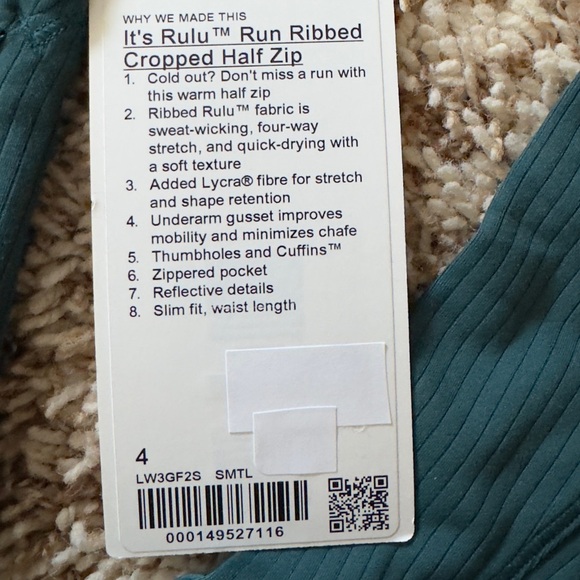 WHY WE MADE THIS
It's Rulu™ Run Ribbed
Cropped Half Zip
1. Cold out? Don't miss a run with
this warm half zip
2. Ribbed Rulu™ fabric is
sweat-wicking, four-way
stretch, and quick-drying with
a soft texture
3. Added Lycra® fibre for stretch
and shape retention
4. Underarm gusset improves
mobility and minimizes chafe
5. Thumbholes and Cuffins™
6. Zippered pocket
7. Reflective details
8. Slim fit, waist length
4
LW3GF2S SMTL
000149527116